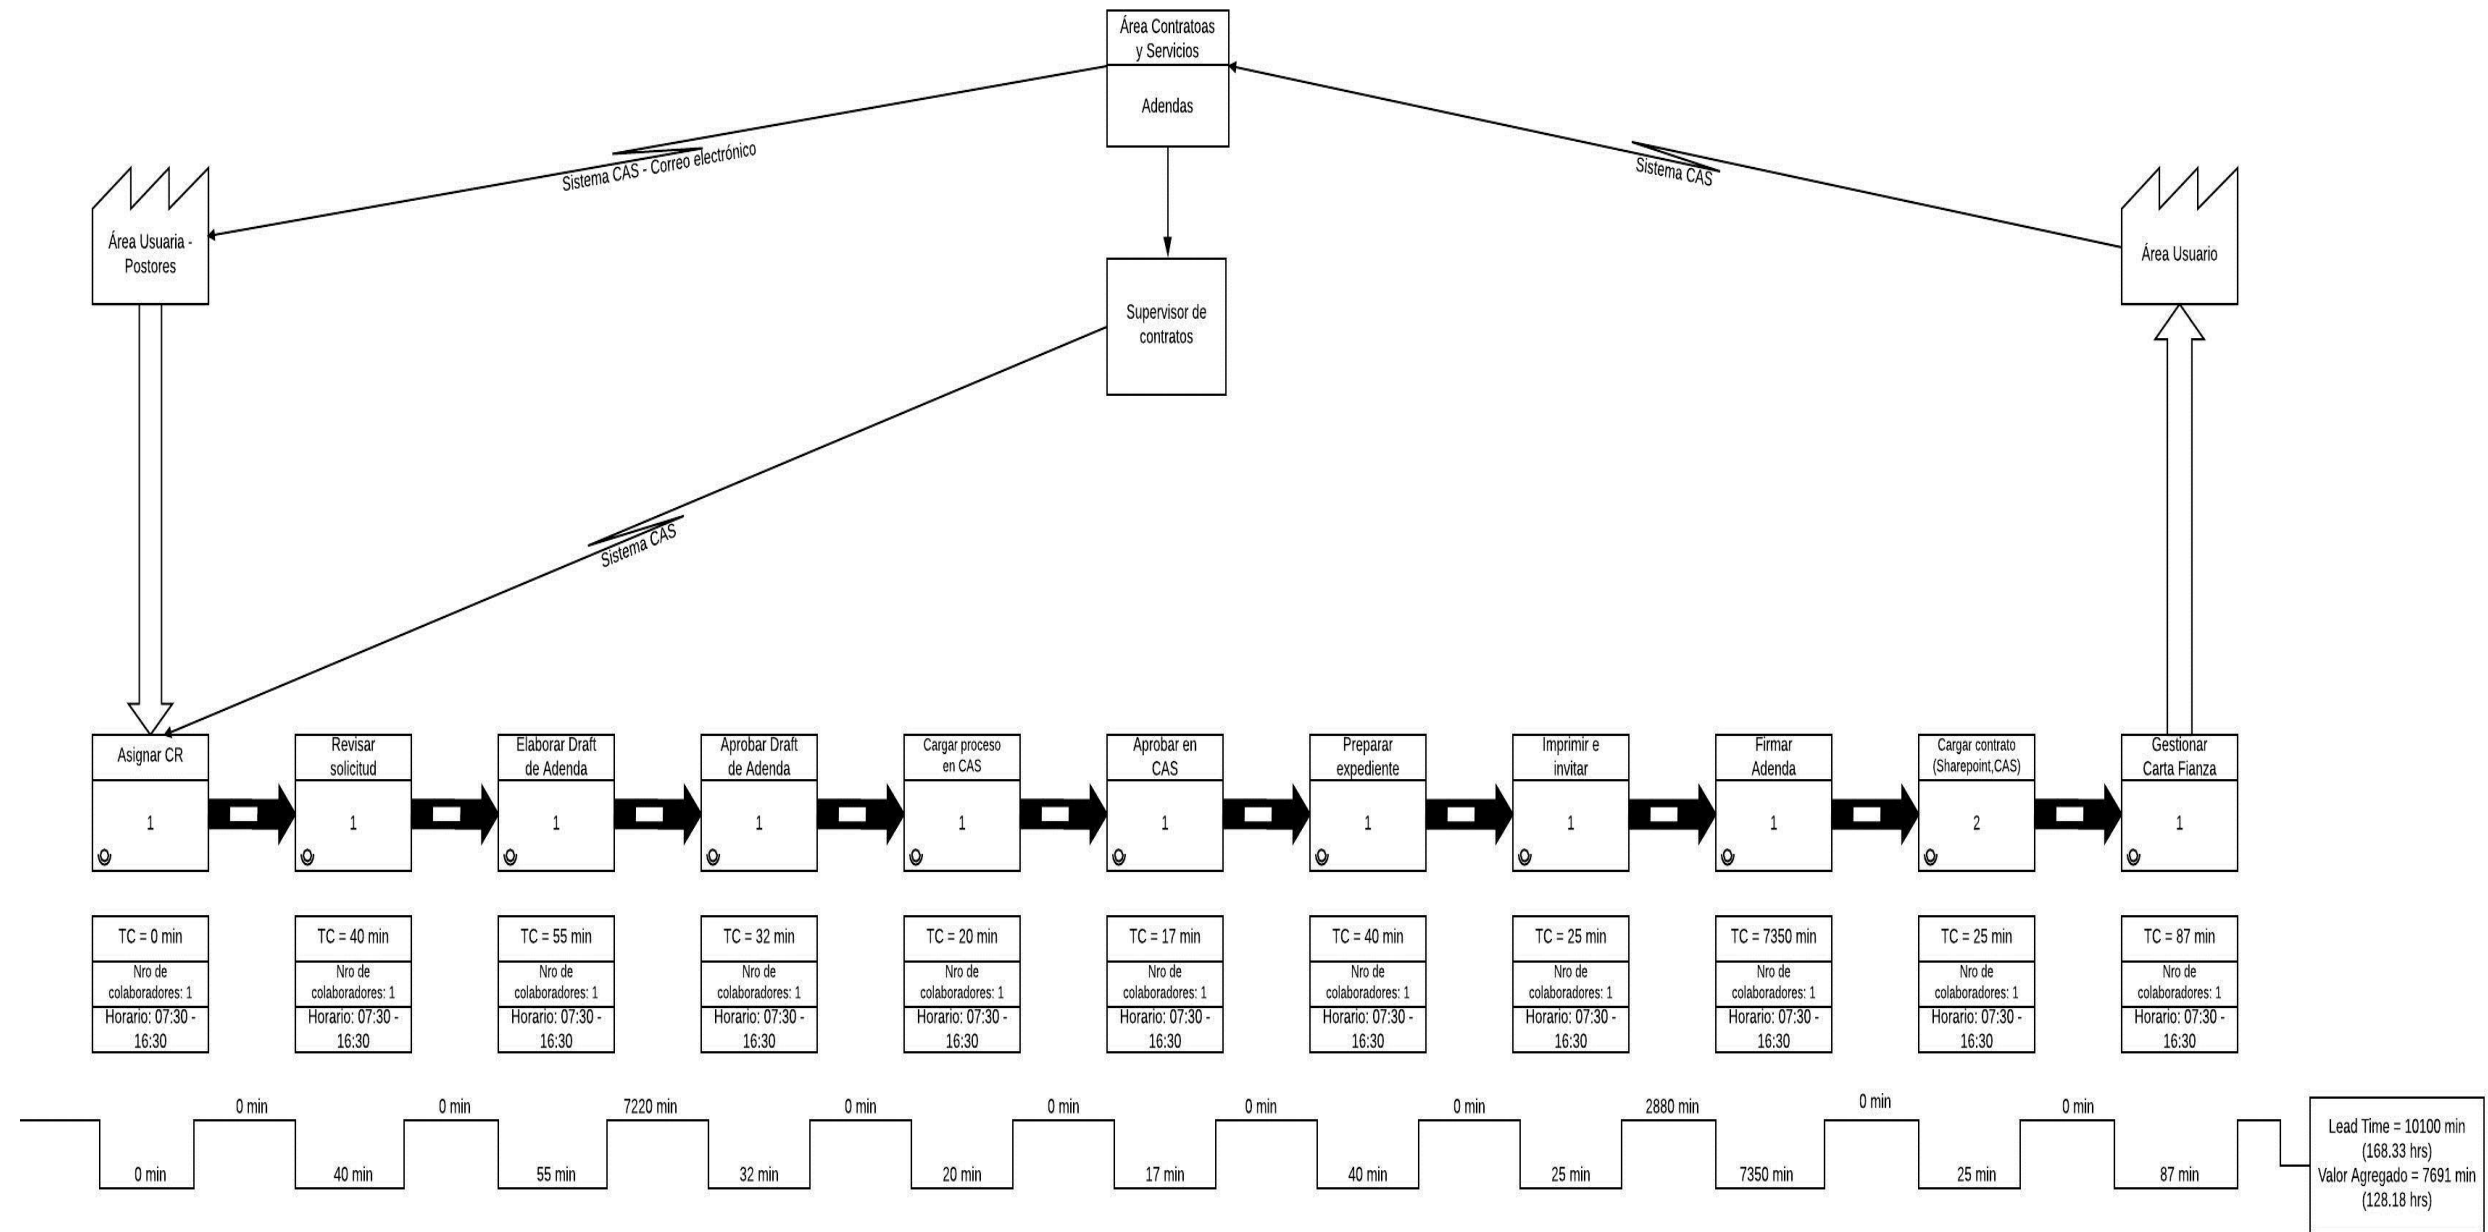 Área Contratoas
y Servicios
Adendas
Sistema CAS - Correo electrónico
Sistema CAS
Área Usuaria -
Postores
Área Usuario
Supervisor de
contratos
Sistema CAS
Asignar CR
1
Revisar
solicitud
1
Elaborar Draft
de Adenda
1
Aprobar Draft
de Adenda
1
Cargar proceso
en CAS
1
Aprobar en
CAS
1
Preparar
expediente
1
Imprimir e
invitar
1
Firmar
Adenda
1
Cargar contrato
(Sharepoint,CAS)
2
Gestionar
Carta Fianza
1
TC = 0 min
Nro de
colaboradores: 1
Horario: 07:30 -
16:30
TC = 40 min
Nro de
colaboradores: 1
Horario: 07:30 -
16:30
TC = 55 min
Nro de
colaboradores: 1
Horario: 07:30 -
16:30
TC = 32 min
Nro de
colaboradores: 1
Horario: 07:30 -
16:30
TC = 20 min
Nro de
colaboradores: 1
Horario: 07:30 -
16:30
TC = 17 min
Nro de
colaboradores: 1
Horario: 07:30 -
16:30
TC = 40 min
Nro de
colaboradores: 1
Horario: 07:30 -
16:30
TC = 25 min
Nro de
colaboradores: 1
Horario: 07:30 -
16:30
TC = 7350 min
Nro de
colaboradores: 1
Horario: 07:30 -
16:30
TC = 25 min
Nro de
colaboradores: 1
Horario: 07:30 -
16:30
TC = 87 min
Nro de
colaboradores: 1
Horario: 07:30 -
16:30
0 min
0 min
7220 min
0 min
0 min
0 min
0 min
2880 min
0 min
0 min
0 min
40 min
55 min
32 min
20 min
17 min
40 min
25 min
7350 min
25 min
87 min
Lead Time = 10100 min
(168.33 hrs)
Valor Agregado = 7691 min
(128.18 hrs)